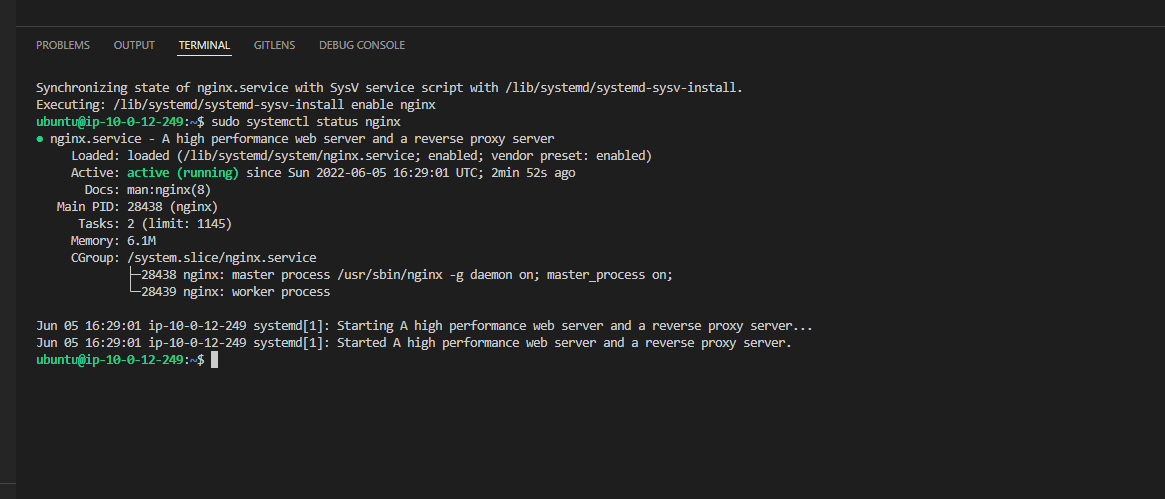 PROBLEMS OUTPUT TERMINAL GITLENS DEBUG CONSOLE
Synchronizing state of nginx.service with SysV service script with /lib/systemd/systemd-sysv-install.
Executing: /lib/systemd/systemd-sysv-install enable nginx
ubuntu@ip-10-0-12-249:~$ sudo systemctl status nginx
● nginx.service - A high performance web server and a reverse proxy server
Loaded: loaded (/lib/systemd/system/nginx.service; enabled; vendor preset: enabled)
Active: active (running) since Sun 2022-06-05 16:29:01 UTC; 2min 52s ago
Docs: man:nginx(8)
Main PID: 28438 (nginx)
Tasks: 2 (limit: 1145)
Memory: 6.1M
CGroup: /system.slice/nginx.service
├─28438 nginx: master process /usr/sbin/nginx -g daemon on; master_process on;
└─28439 nginx: worker process
Jun 05 16:29:01 ip-10-0-12-249 systemd[1]: Starting A high performance web server and a reverse proxy server...
Jun 05 16:29:01 ip-10-0-12-249 systemd[1]: Started A high performance web server and a reverse proxy server.
ubuntu@ip-10-0-12-249:~$